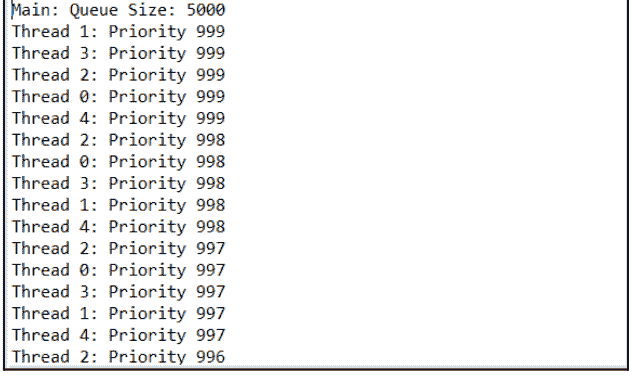 Main: Queue Size: 5000
Thread 1: Priority 999
Thread 3: Priority 999
Thread 2: Priority 999
Thread 0: Priority 999
Thread 4: Priority 999
Thread 2: Priority 998
Thread 0: Priority 998
Thread 3: Priority 998
Thread 1: Priority 998
Thread 4: Priority 998
Thread 2: Priority 997
Thread 0: Priority 997
Thread 3: Priority 997
Thread 1: Priority 997
Thread 4: Priority 997
Thread 2: Priority 996